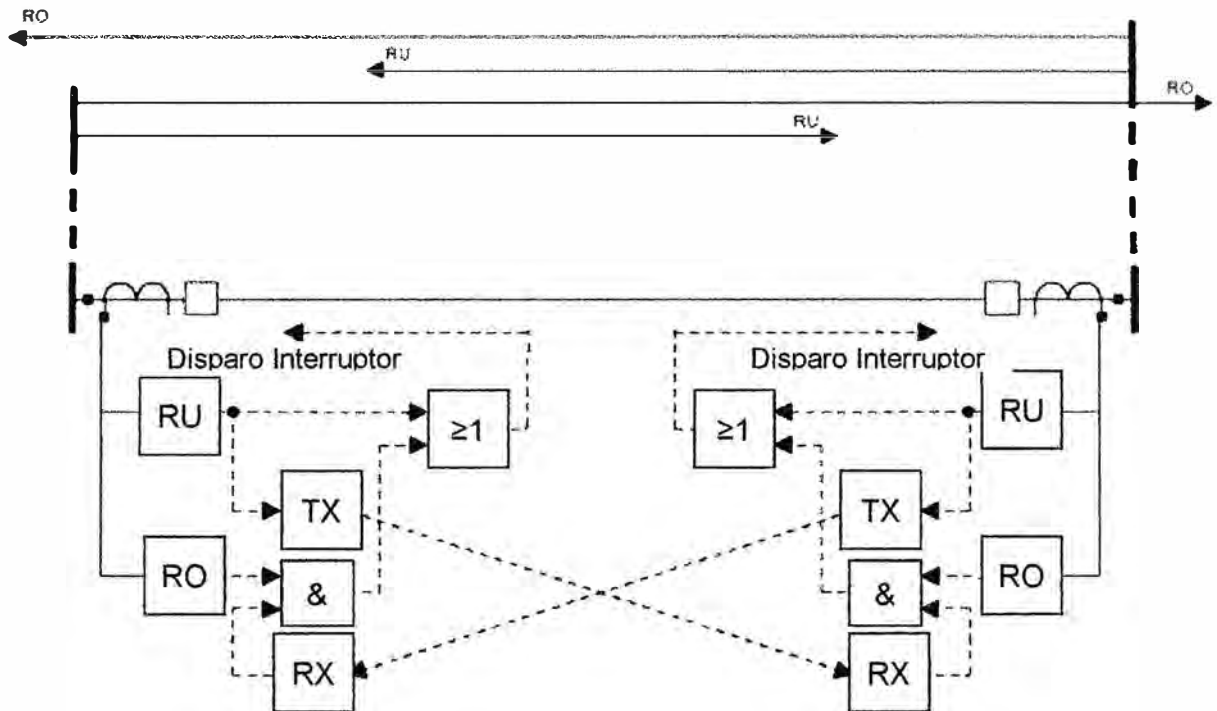 RO
RU
RO
RU
Disparo Interruptor Disparo Interruptor
RU ≥1 ≥1 RU
TX TX
RO & & RO
RX RX